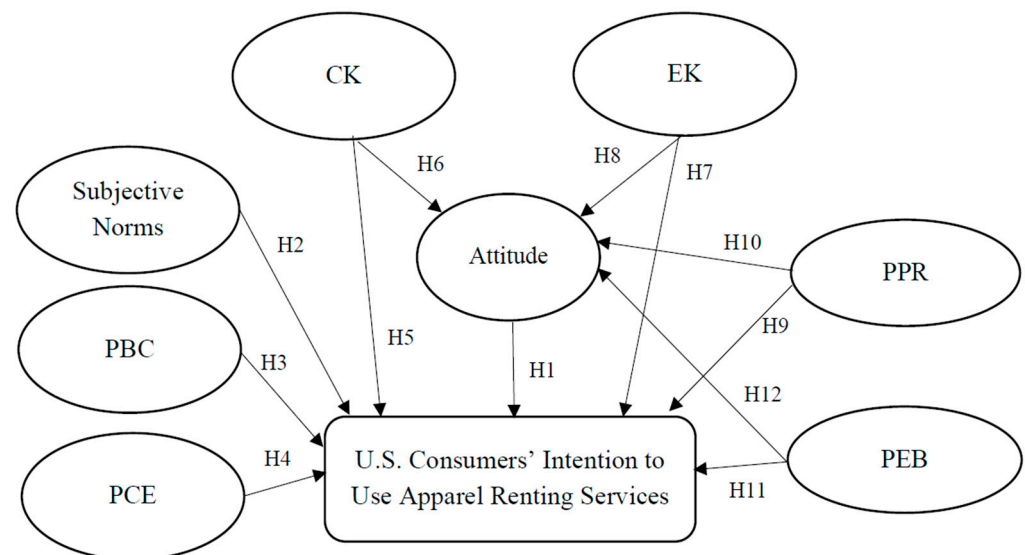 CK
EK
H6
H8
H7
Subjective
Norms
H2
Attitude
H10
PPR
PBC
H3
H5
H1
H9
H12
PCE
H4
U.S. Consumers’ Intention to
Use Apparel Renting Services
H11
PEB